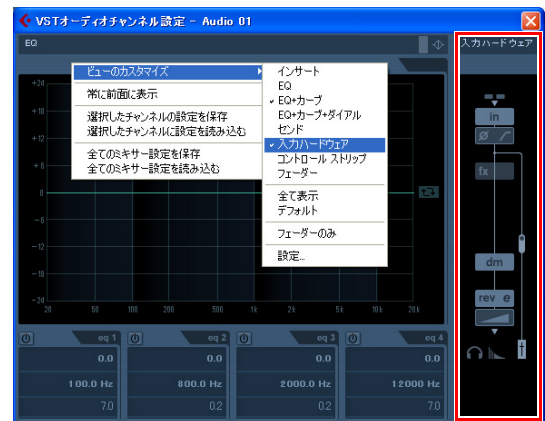 VSTオーディオチャンネル設定 - Audio 01
EQ
入力ハードウェア
ビューのカスタマイズ
常に前面に表示
選択したチャンネルの設定を保存
選択したチャンネルに設定を読み込む
全てのミキサー設定を保存
全てのミキサー設定を読み込む
インサート
EQ
EQ+カーブ
EQ+カーブ+ダイアル
センド
入力ハードウェア
コントロール ストリップ
フェーダー
全て表示
デフォルト
フェーダーのみ
設定...
+24
+18
+12
+6
0
-6
-12
-18
-24
20 50 100 200 500 1k 2k 5k 10k 20k
in
fx
dm
rev e
eq 1 eq 2 eq 3 eq 4
0.0 0.0 0.0 0.0
100.0 Hz 800.0 Hz 2000.0 Hz 12000 Hz
7.0 0.2 0.2 7.0